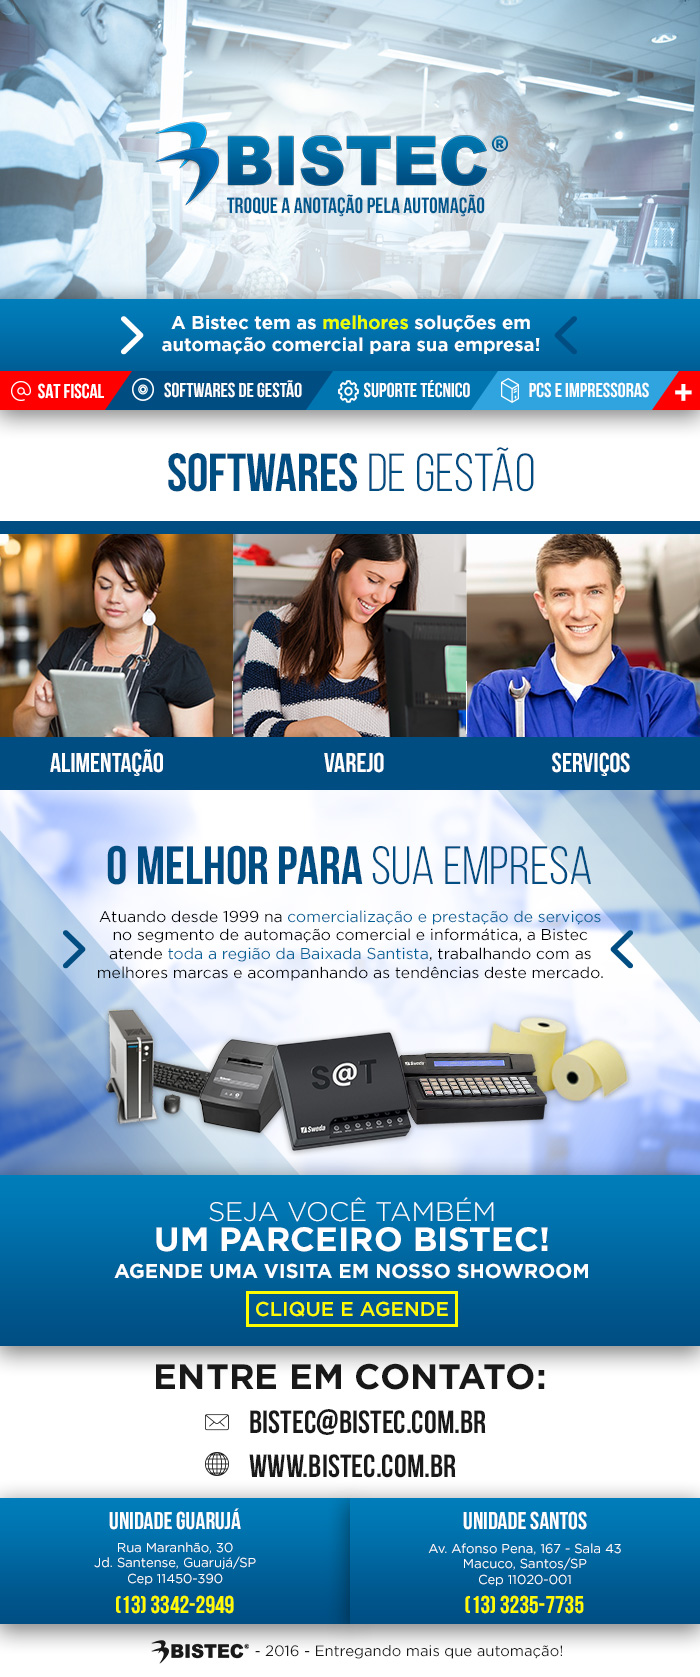 BISTEC®
TROQUE A ANOTAÇÃO PELA AUTOMAÇÃO
A Bistec tem as melhores soluções em
automação comercial para sua empresa!
SAT FISCAL SOFTWARES DE GESTÃO SUPORTE TÉCNICO PCS E IMPRESSORAS +
SOFTWARES DE GESTÃO
ALIMENTAÇÃO VAREJO SERVIÇOS
O MELHOR PARA SUA EMPRESA
Atuando desde 1999 na comercialização e prestação de serviços
no segmento de automação comercial e informática, a Bistec
atende toda a região da Baixada Santista, trabalhando com as
melhores marcas e acompanhando as tendências deste mercado.
S@T
Sweda
SEJA VOCÊ TAMBÉM
UM PARCEIRO BISTEC!
AGENDE UMA VISITA EM NOSSO SHOWROOM
CLIQUE E AGENDE
ENTRE EM CONTATO:
BISTEC@BISTEC.COM.BR
WWW.BISTEC.COM.BR
UNIDADE GUARUJÁ
Rua Maranhão, 30
Jd. Santense, Guarujá/SP
Cep 11450-390
(13) 3342-2949
UNIDADE SANTOS
Av. Afonso Pena, 167 - Sala 43
Macuco, Santos/SP
Cep 11020-001
(13) 3235-7735
BISTEC® - 2016 - Entregando mais que automação!